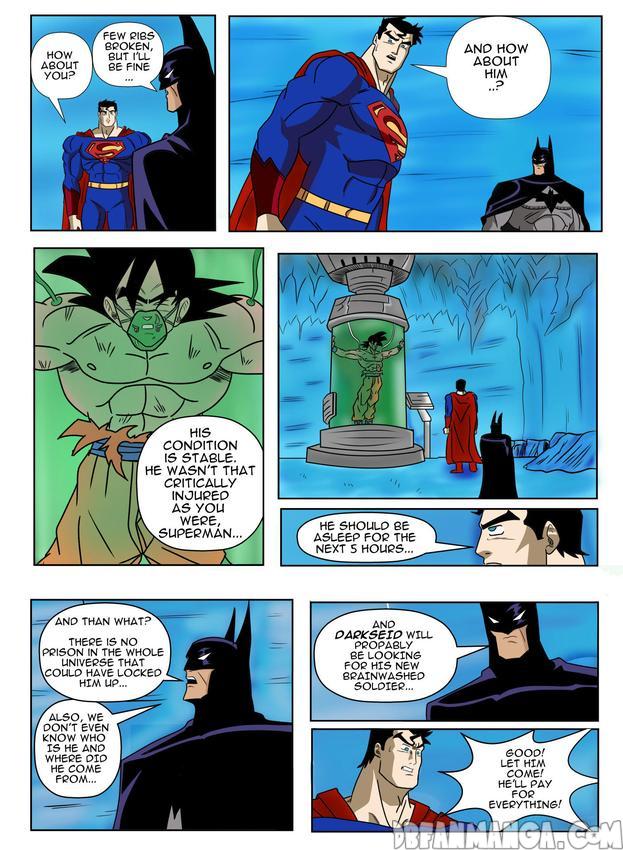 HOW
ABOUT
YOU?
FEW RIBS
BROKEN,
BUT I'LL
BE FINE
...
AND HOW
ABOUT
HIM
..?
HIS
CONDITION
IS STABLE.
HE WASN'T THAT
CRITICALLY
INJURED
AS YOU
WERE,
SUPERMAN...
HE SHOULD BE
ASLEEP FOR THE
NEXT 5 HOURS...
AND THAN WHAT?
THERE IS NO
PRISON IN THE WHOLE
UNIVERSE THAT
COULD HAVE LOCKED
HIM UP...
ALSO, WE
DON'T EVEN
KNOW WHO
IS HE AND
WHERE DID
HE COME
FROM...
AND
DARKSEID WILL
PROPABLY
BE LOOKING
FOR HIS NEW
BRAINWASHED
SOLDIER...
GOOD!
LET HIM
COME!
HE'LL PAY
FOR
EVERYTHING!
DBFANMANGA.COM